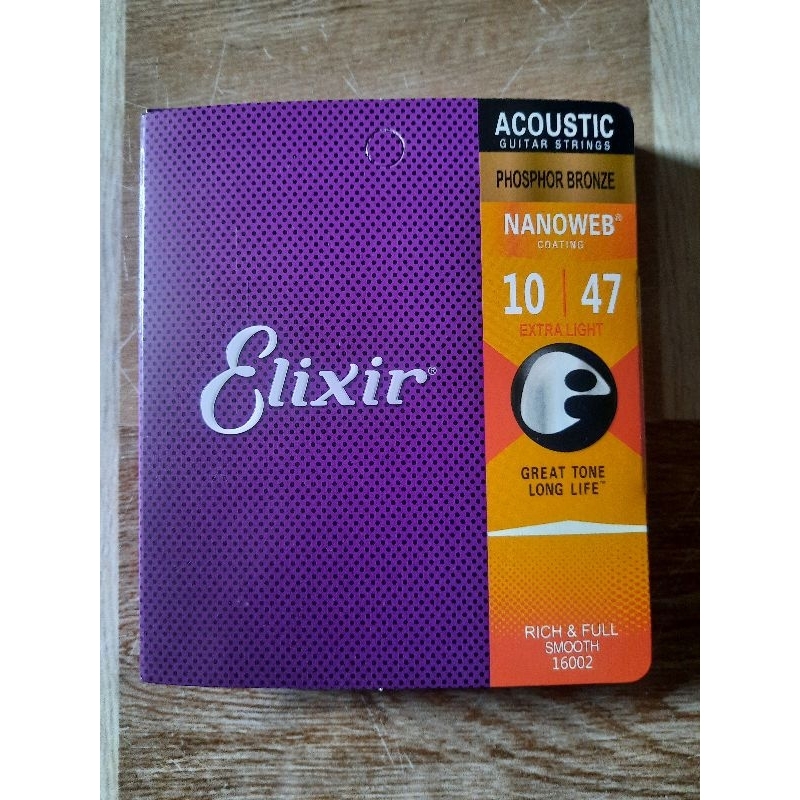 ACOUSTIC
GUITAR STRINGS
PHOSPHOR BRONZE
NANOWEB®
COATING
10 | 47
EXTRA LIGHT
Elixir®
GREAT TONE
LONG LIFE™
RICH & FULL
SMOOTH
16002